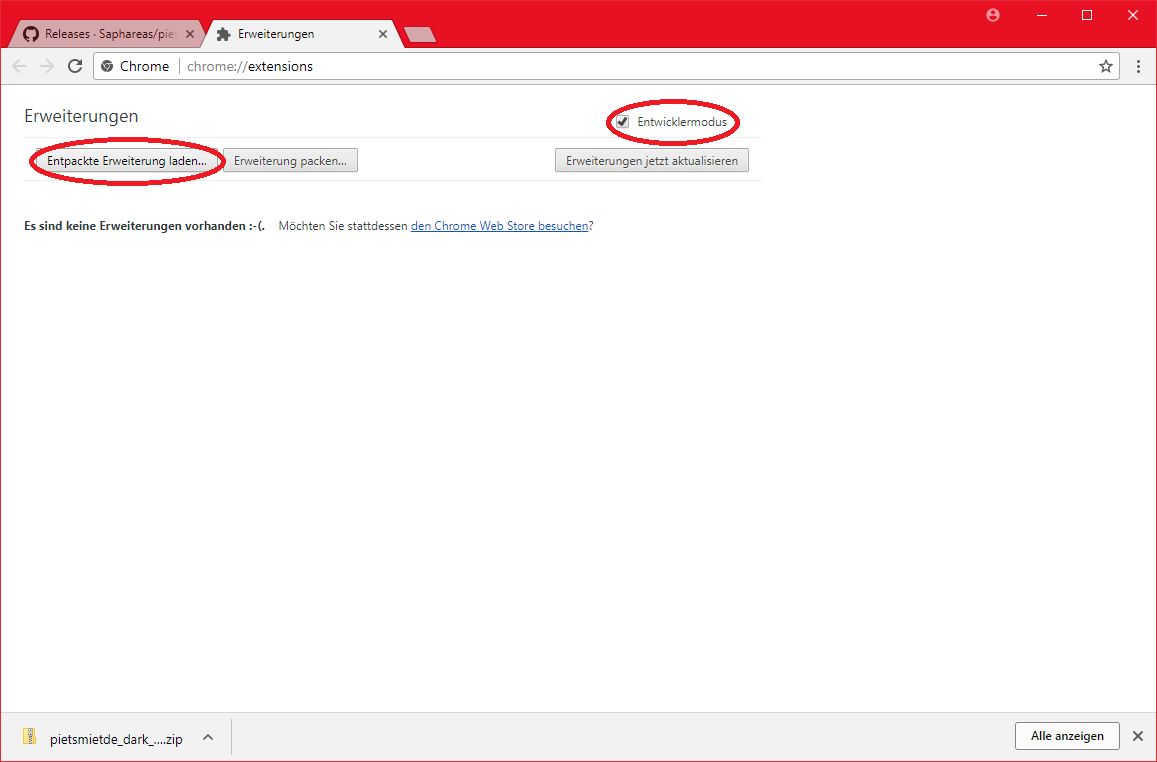 Releases · Saphareas/piet
Erweiterungen
Chrome
chrome://extensions
Erweiterungen
Entwicklermodus
Entpackte Erweiterung laden...
Erweiterung packen...
Erweiterungen jetzt aktualisieren
Es sind keine Erweiterungen vorhanden :-(. Möchten Sie stattdessen den Chrome Web Store besuchen?
pietsmietde_dark_....zip
Alle anzeigen